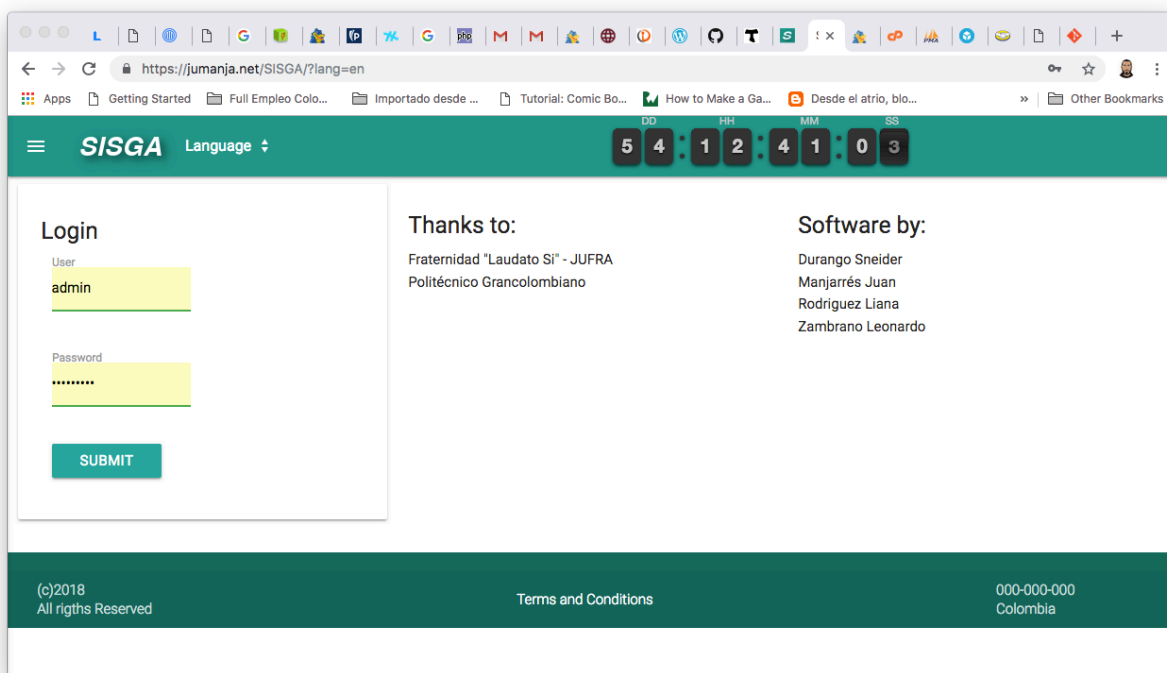 https://jumanja.net/SISGA/?lang=en
Apps Getting Started Full Empleo Colo... Importado desde ... Tutorial: Comic Bo... How to Make a Ga... Desde el atrio, blo... » Other Bookmarks
SISGA Language
DD HH MM SS
5 4 : 1 2 : 4 1 : 0 3
Login
User
admin
Password
•••••••••
SUBMIT
Thanks to:
Fraternidad "Laudato Si" - JUFRA
Politécnico Grancolombiano
Software by:
Durango Sneider
Manjarrés Juan
Rodriguez Liana
Zambrano Leonardo
(c)2018
All rigths Reserved
Terms and Conditions
000-000-000
Colombia